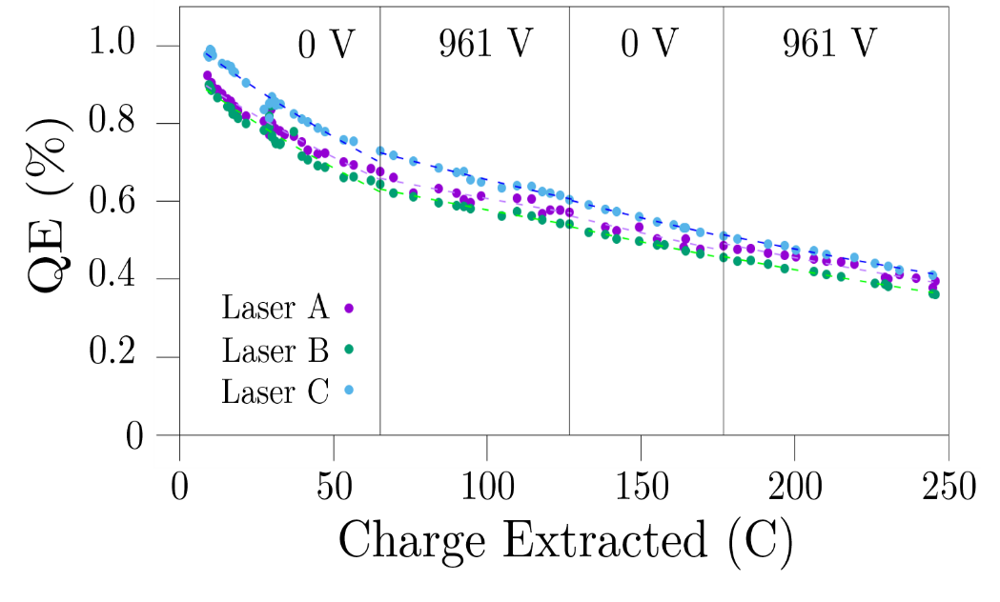 0 V 961 V 0 V 961 V
1.0
0.8
0.6
0.4
0.2
0
QE (%)
Laser A
Laser B
Laser C
0 50 100 150 200 250
Charge Extracted (C)